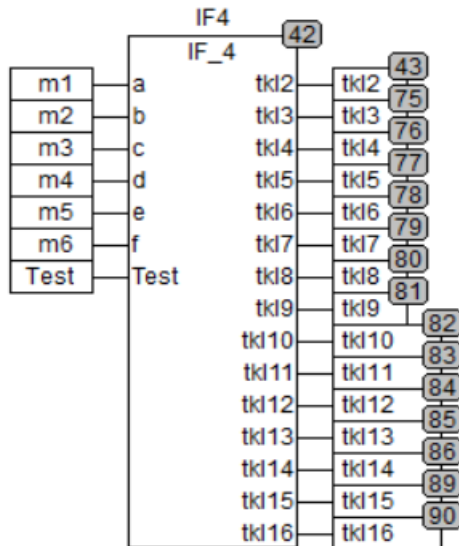 IF4
42
IF_4
43
m1 a tkl2 tkl2
75
m2 b tkl3 tkl3
76
m3 c tkl4 tkl4
77
m4 d tkl5 tkl5
78
m5 e tkl6 tkl6
79
m6 f tkl7 tkl7
80
Test Test tkl8 tkl8
81
tkl9 tkl9
82
tkl10 tkl10
83
tkl11 tkl11
84
tkl12 tkl12
85
tkl13 tkl13
86
tkl14 tkl14
89
tkl15 tkl15
90
tkl16 tkl16